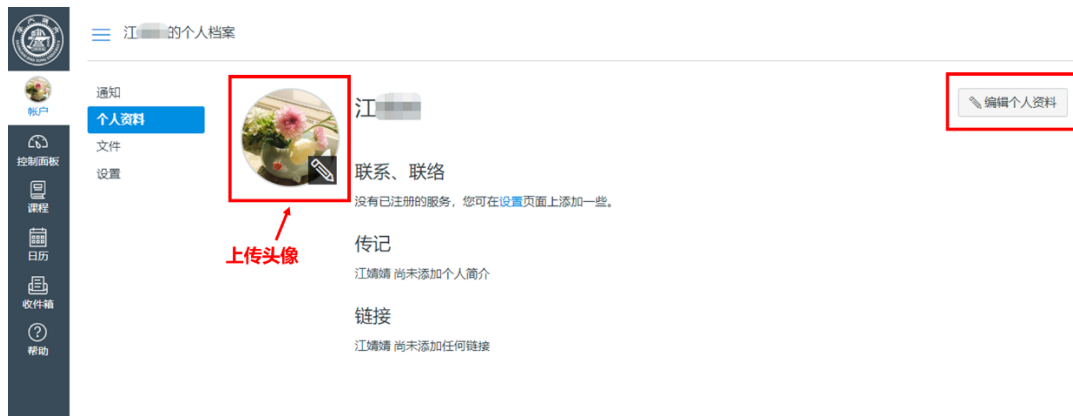 江 的个人档案
帐户
控制面板
课程
日历
收件箱
帮助
通知
个人资料
文件
设置
上传头像
江
编辑个人资料
联系、联络
没有已注册的服务，您可在设置页面上添加一些。
传记
江婧婧 尚未添加个人简介
链接
江婧婧 尚未添加任何链接